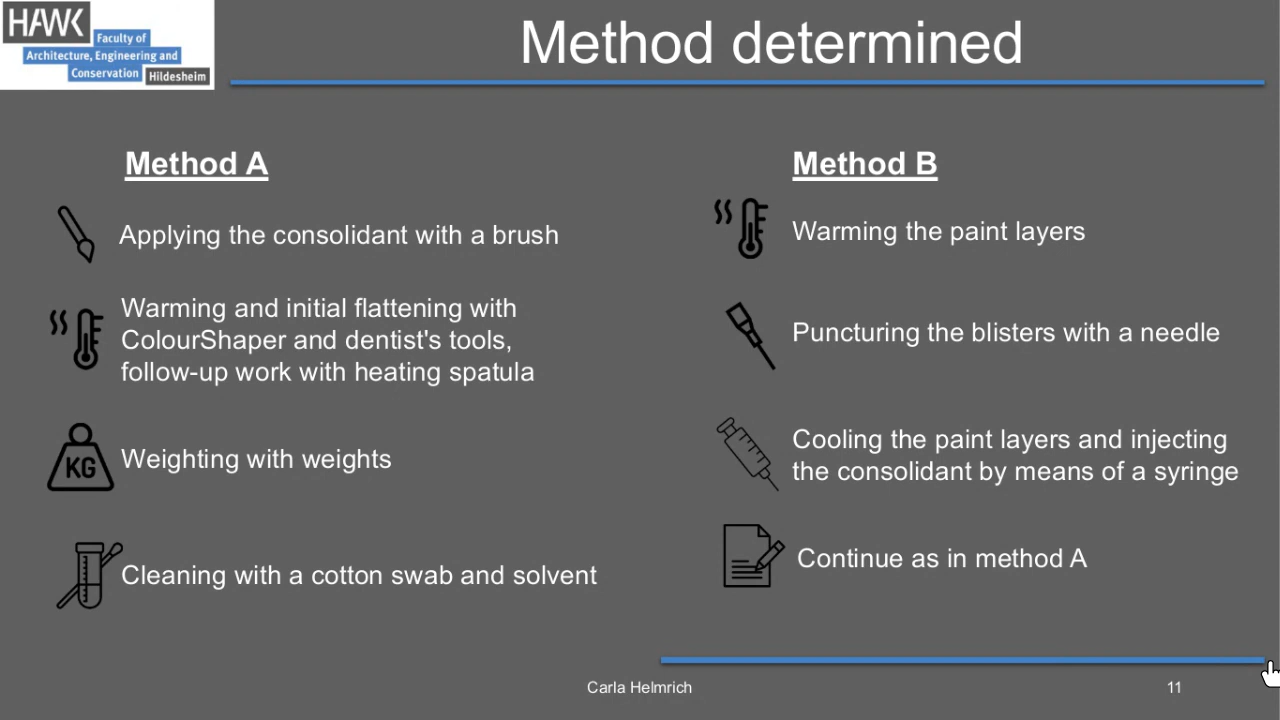 HAWK
Faculty of
Architecture, Engineering and
Conservation
Hildesheim
Method determined
Method A
Applying the consolidant with a brush
Warming and initial flattening with
ColourShaper and dentist's tools,
follow-up work with heating spatula
KG
Weighting with weights
Cleaning with a cotton swab and solvent
Method B
Warming the paint layers
Puncturing the blisters with a needle
Cooling the paint layers and injecting
the consolidant by means of a syringe
Continue as in method A
Carla Helmrich
11